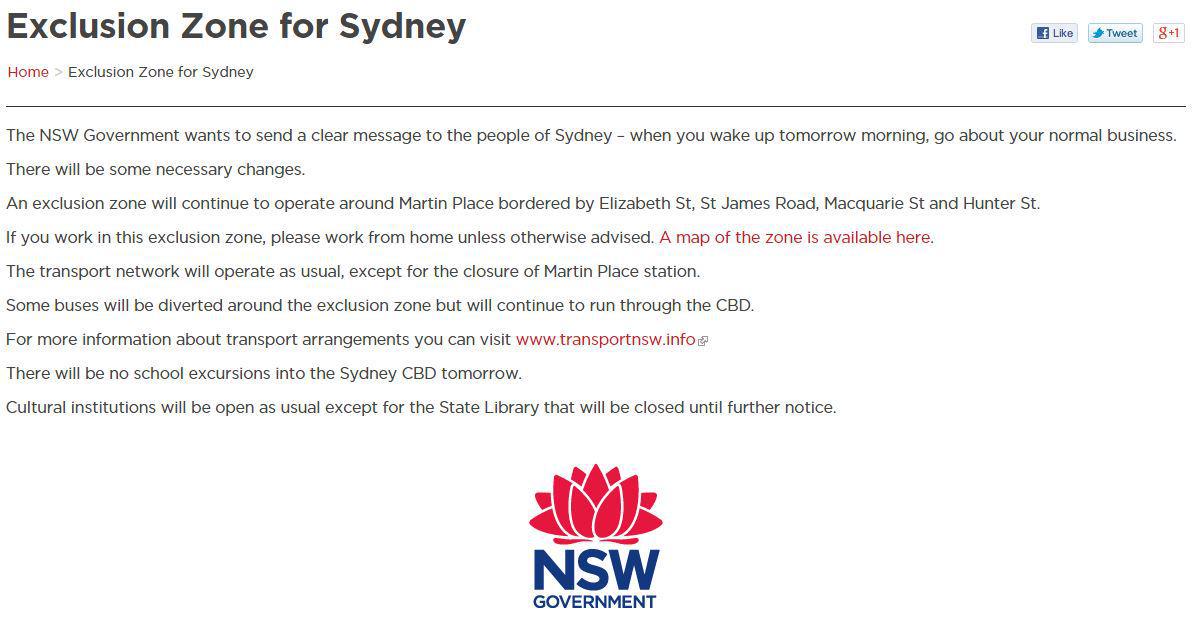 Exclusion Zone for Sydney
Like
Tweet
g+1
Home > Exclusion Zone for Sydney
The NSW Government wants to send a clear message to the people of Sydney – when you wake up tomorrow morning, go about your normal business.
There will be some necessary changes.
An exclusion zone will continue to operate around Martin Place bordered by Elizabeth St, St James Road, Macquarie St and Hunter St.
If you work in this exclusion zone, please work from home unless otherwise advised. A map of the zone is available here.
The transport network will operate as usual, except for the closure of Martin Place station.
Some buses will be diverted around the exclusion zone but will continue to run through the CBD.
For more information about transport arrangements you can visit www.transportnsw.info
There will be no school excursions into the Sydney CBD tomorrow.
Cultural institutions will be open as usual except for the State Library that will be closed until further notice.
NSW
GOVERNMENT